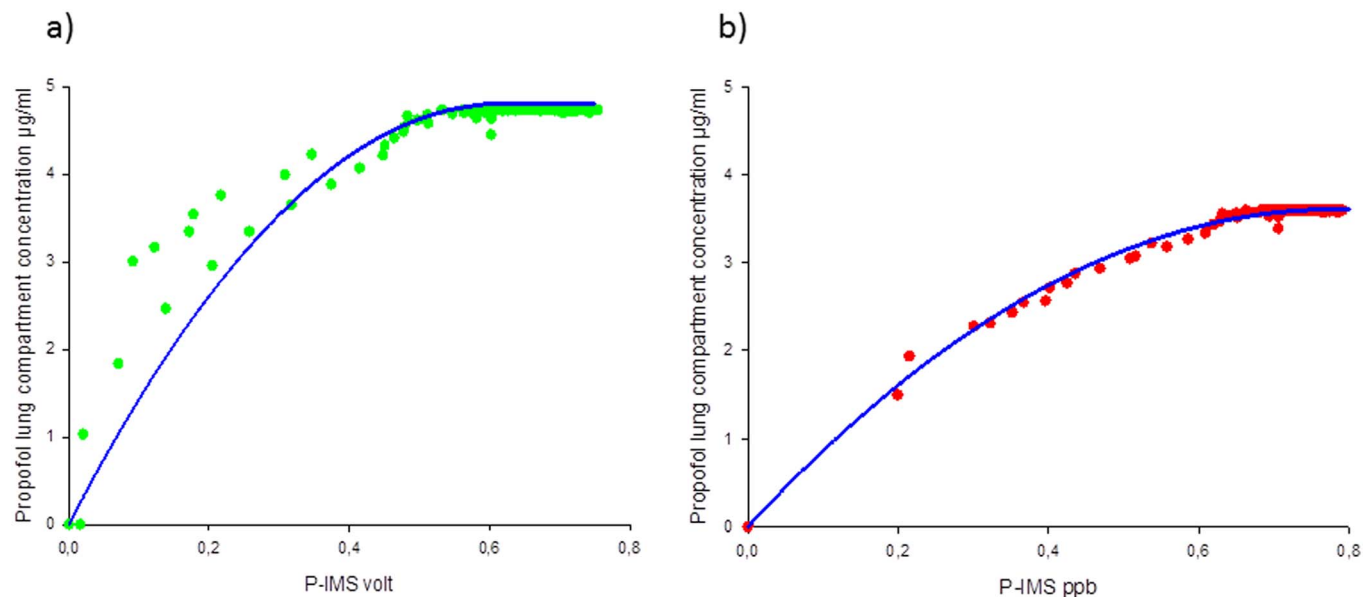 a)
Propofol lung compartment concentration µg/ml
5
4
3
2
1
0
0,0 0,2 0,4 0,6 0,8
P-IMS volt
b)
Propofol lung compartment concentration µg/ml
5
4
3
2
1
0
0,0 0,2 0,4 0,6 0,8
P-IMS ppb